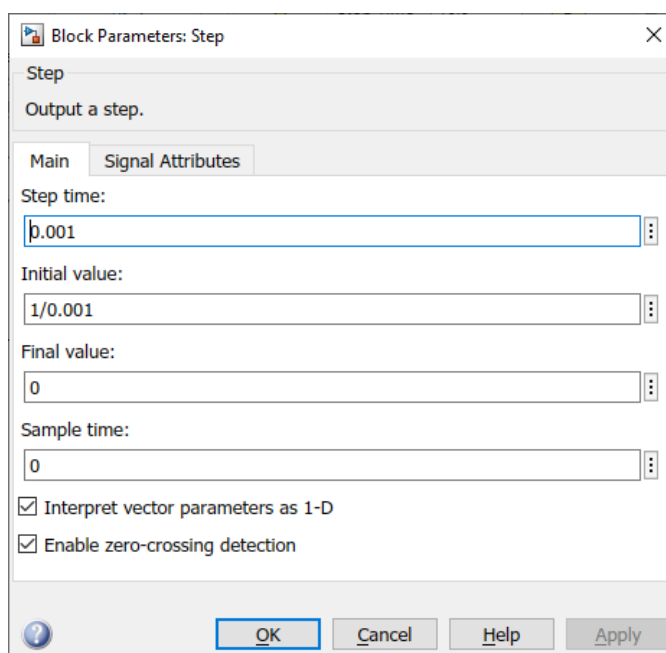 Block Parameters: Step
Step
Output a step.
Main Signal Attributes
Step time:
0.001
Initial value:
1/0.001
Final value:
0
Sample time:
0
Interpret vector parameters as 1-D
Enable zero-crossing detection
? OK Cancel Help Apply